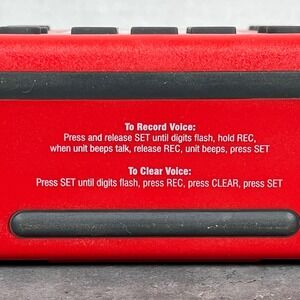 To Record Voice:
Press and release SET until digits flash, hold REC,
when unit beeps talk, release REC, unit beeps, press SET
To Clear Voice:
Press SET until digits flash, press REC, press CLEAR, press SET